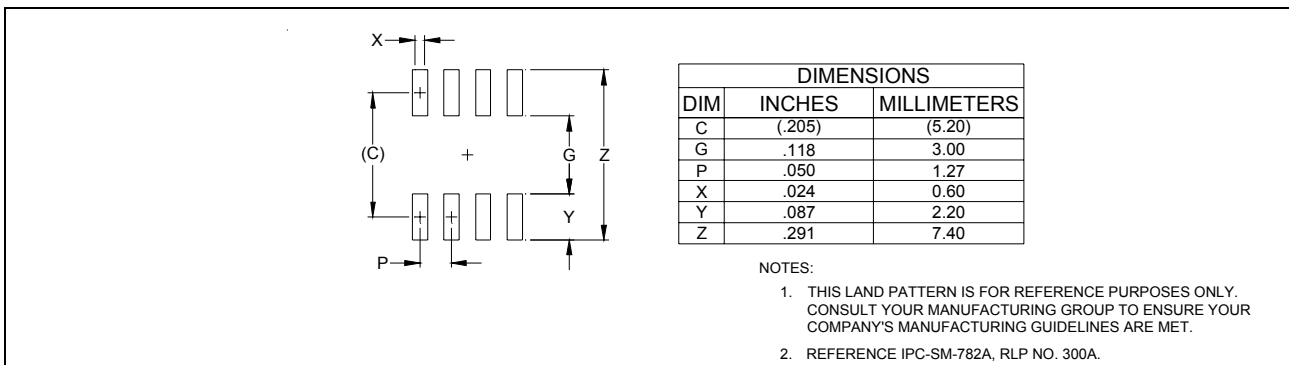 X
(C)
G
Z
Y
P
DIMENSIONS
DIM INCHES MILLIMETERS
C (.205) (5.20)
G .118 3.00
P .050 1.27
X .024 0.60
Y .087 2.20
Z .291 7.40
NOTES:
1. THIS LAND PATTERN IS FOR REFERENCE PURPOSES ONLY.
CONSULT YOUR MANUFACTURING GROUP TO ENSURE YOUR
COMPANY'S MANUFACTURING GUIDELINES ARE MET.
2. REFERENCE IPC-SM-782A, RLP NO. 300A.